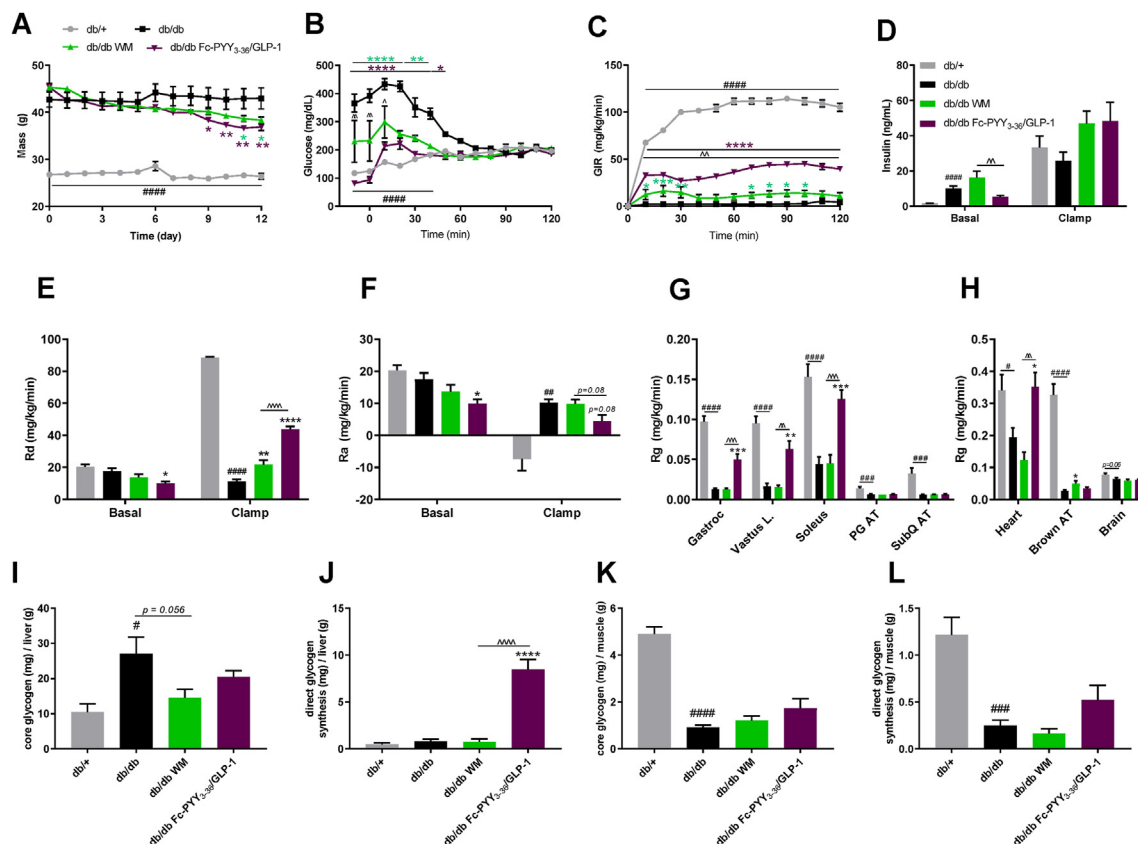 A
db/+
db/db
db/db WM
db/db Fc-PYY3-36/GLP-1
Mass (g)
50
40
30
20
0
3
6
9
12
Time (day)
*
**
*
**
*
**
####
B
Glucose (mg/dL)
600
500
400
300
200
100
0
0
30
60
90
120
Time (min)
****
**
****
*
^
####
C
GIR (mg/kg/min)
150
100
50
0
0
30
60
90
120
Time (min)
####
****
^^
*
***
**
*
*
*
*
D
db/+
db/db
db/db WM
db/db Fc-PYY3-36/GLP-1
Insulin (ng/mL)
80
60
40
20
0
####
^^
Basal
Clamp
E
Rd (mg/kg/min)
100
80
60
40
20
0
*
####
**
^^^^
****
Basal
Clamp
F
Ra (mg/kg/min)
30
20
10
0
-10
-20
*
##
p=0.08
p=0.08
Basal
Clamp
G
Rg (mg/kg/min)
0.20
0.15
0.10
0.05
0.00
####
^^^
***
####
^^
**
####
^^^^
***
###
###
Gastroc
Vastus L.
Soleus
PG AT
SubQ AT
H
Rg (mg/kg/min)
0.5
0.4
0.3
0.2
0.1
0.0
#
^^
*
####
*
p=0.06
Heart
Brown AT
Brain
I
core glycogen (mg) / liver (g)
40
30
20
10
0
#
p = 0.056
db/+
db/db
db/db WM
db/db Fc-PYY3-36/GLP-1
J
direct glycogen
synthesis (mg) / liver (g)
15
10
5
0
^^^^
****
db/+
db/db
db/db WM
db/db Fc-PYY3-36/GLP-1
K
core glycogen (mg) / muscle (g)
6
4
2
0
####
db/+
db/db
db/db WM
db/db Fc-PYY3-36/GLP-1
L
direct glycogen
synthesis (mg) / muscle (g)
1.5
1.0
0.5
0.0
###
db/+
db/db
db/db WM
db/db Fc-PYY3-36/GLP-1